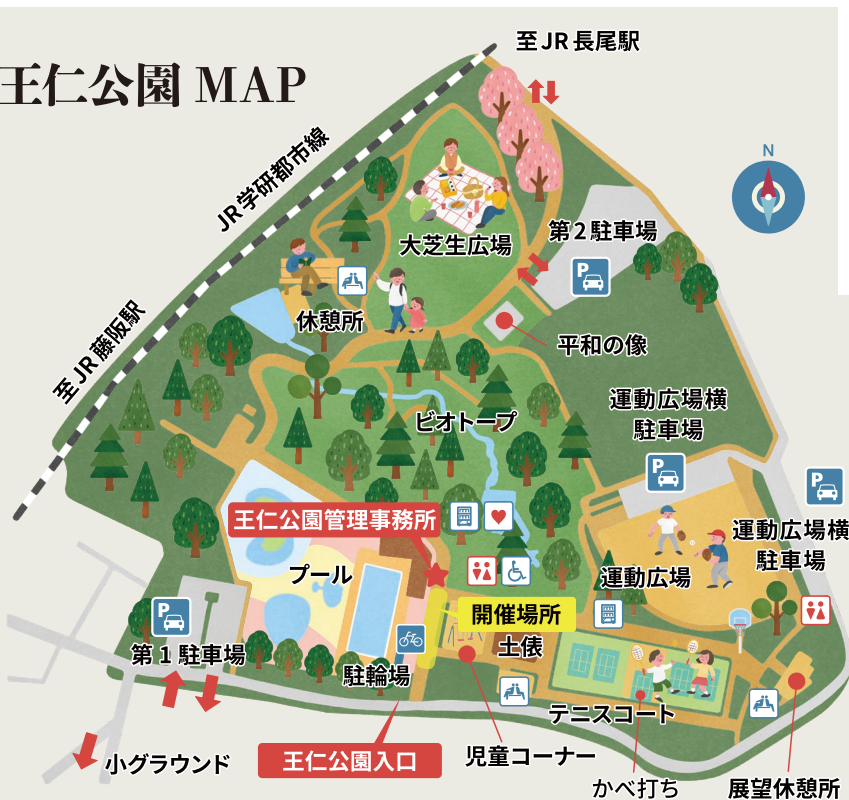 王仁公園 MAP
至JR長尾駅
JR学研都市線
N
大芝生広場
第2駐車場
P
休憩所
平和の像
至JR藤阪駅
運動広場横
駐車場
P
ビオトープ
P
王仁公園管理事務所
運動広場横
駐車場
プール
運動広場
開催場所
P
土俵
第1駐車場
駐輪場
テニスコート
小グラウンド
王仁公園入口
児童コーナー
かべ打ち
展望休憩所